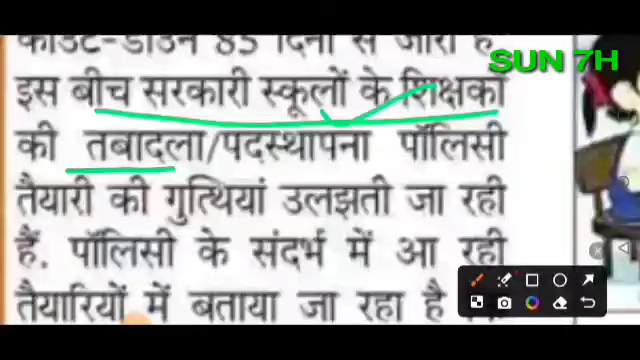 काउंट-डाउन 85 दिनों से जारी है
SUN 7H
इस बीच सरकारी स्कूलों के शिक्षकों
की तबादला/पदस्थापना पॉलिसी
तैयारी की गुत्थियां उलझती जा रही
हैं. पॉलिसी के संदर्भ में आ रही
तैयारियों में बताया जा रहा है